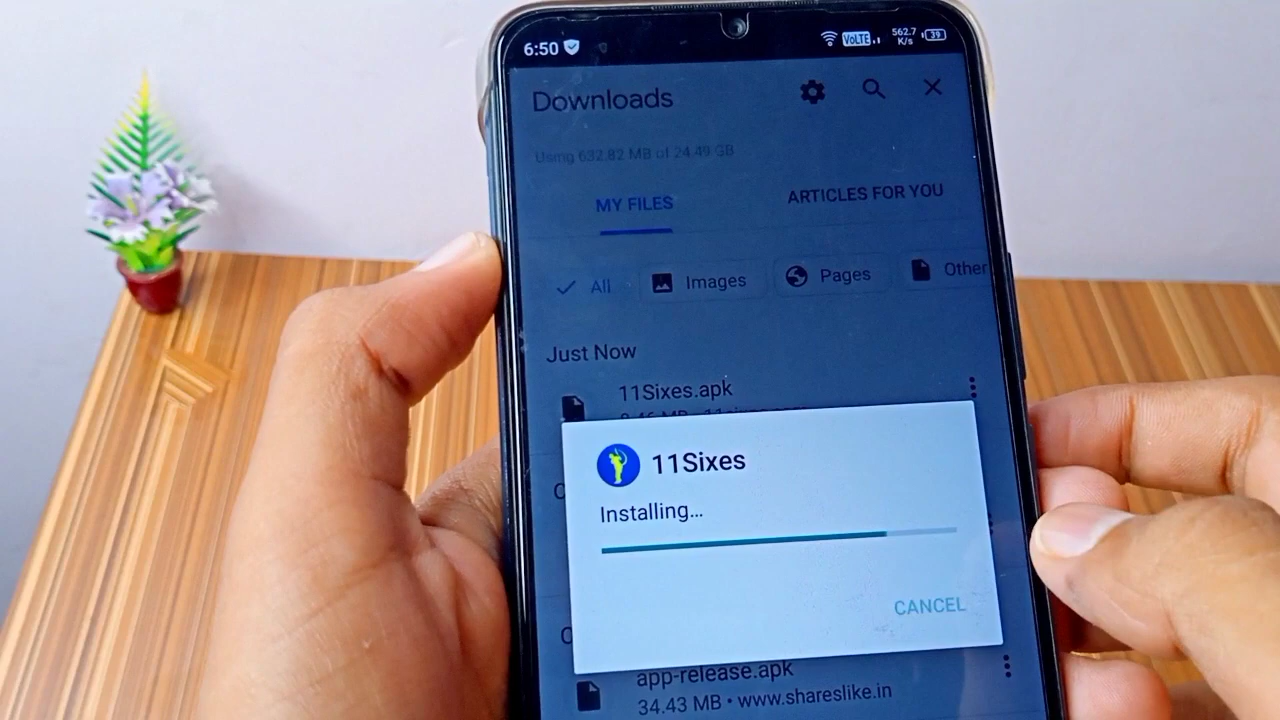 6:50
VoLTE
562.7
K/s
39
Downloads
Using 632.82 MB of 24.49 GB
MY FILES
ARTICLES FOR YOU
All
Images
Pages
Other
Just Now
11Sixes.apk
11Sixes
Installing...
CANCEL
app-release.apk
34.43 MB • www.shareslike.in